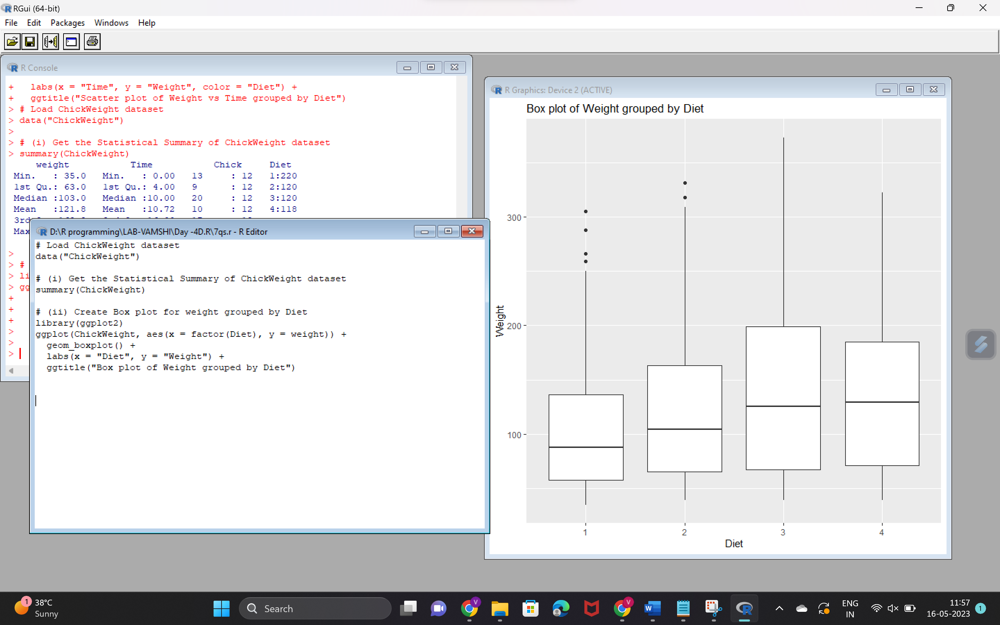 RGui (64-bit)
File Edit Packages Windows Help
R Console
+   labs(x = "Time", y = "Weight", color = "Diet") +
+   ggtitle("Scatter plot of Weight vs Time grouped by Diet")
> # Load ChickWeight dataset
> data("ChickWeight")
>
> # (i) Get the Statistical Summary of ChickWeight dataset
> summary(ChickWeight)
weight Time Chick Diet
Min.   : 35.0   Min.   : 0.00   13     : 12   1:220
1st Qu.: 63.0   1st Qu.: 4.00   9      : 12   2:120
Median :103.0   Median :10.00   20     : 12   3:120
Mean   :121.8   Mean   :10.72   10     : 12   4:118
3rd
Max
>
> #
> li
> gg
+
+
+
>
>
>
D:\R programming\LAB-VAMSHI\Day -4D.R\7qs.r - R Editor
# Load ChickWeight dataset
data("ChickWeight")
# (i) Get the Statistical Summary of ChickWeight dataset
summary(ChickWeight)
# (ii) Create Box plot for weight grouped by Diet
library(ggplot2)
ggplot(ChickWeight, aes(x = factor(Diet), y = weight)) +
  geom_boxplot() +
  labs(x = "Diet", y = "Weight") +
  ggtitle("Box plot of Weight grouped by Diet")
R Graphics: Device 2 (ACTIVE)
Box plot of Weight grouped by Diet
300
200
100
Weight
1 2 3 4
Diet
1
38°C
Sunny
Search
V
V
W
ENG
IN
11:57
16-05-2023
1